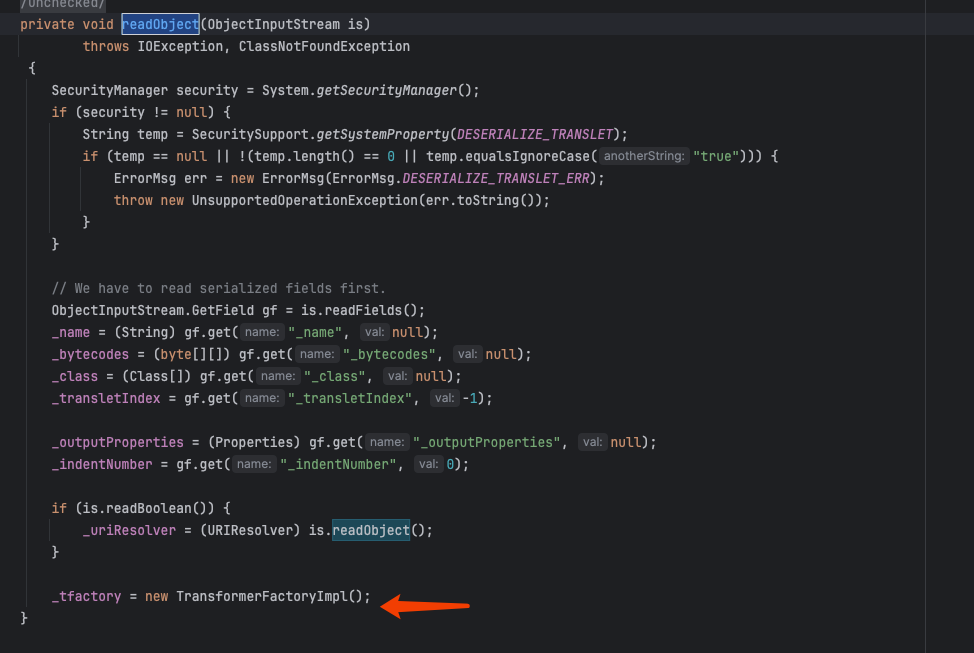 /unchecked/
private void readObject(ObjectInputStream is)
throws IOException, ClassNotFoundException
{
SecurityManager security = System.getSecurityManager();
if (security != null) {
String temp = SecuritySupport.getSystemProperty(DESERIALIZE_TRANSLET);
if (temp == null || !(temp.length() == 0 || temp.equalsIgnoreCase( anotherString: "true"))) {
ErrorMsg err = new ErrorMsg(ErrorMsg.DESERIALIZE_TRANSLET_ERR);
throw new UnsupportedOperationException(err.toString());
}
}
// We have to read serialized fields first.
ObjectInputStream.GetField gf = is.readFields();
_name = (String) gf.get( name: "_name", val: null);
_bytecodes = (byte[][]) gf.get( name: "_bytecodes", val: null);
_class = (Class[]) gf.get( name: "_class", val: null);
_transletIndex = gf.get( name: "_transletIndex", val: -1);
_outputProperties = (Properties) gf.get( name: "_outputProperties", val: null);
_indentNumber = gf.get( name: "_indentNumber", val: 0);
if (is.readBoolean()) {
_uriResolver = (URIResolver) is.readObject();
}
_tfactory = new TransformerFactoryImpl();
}